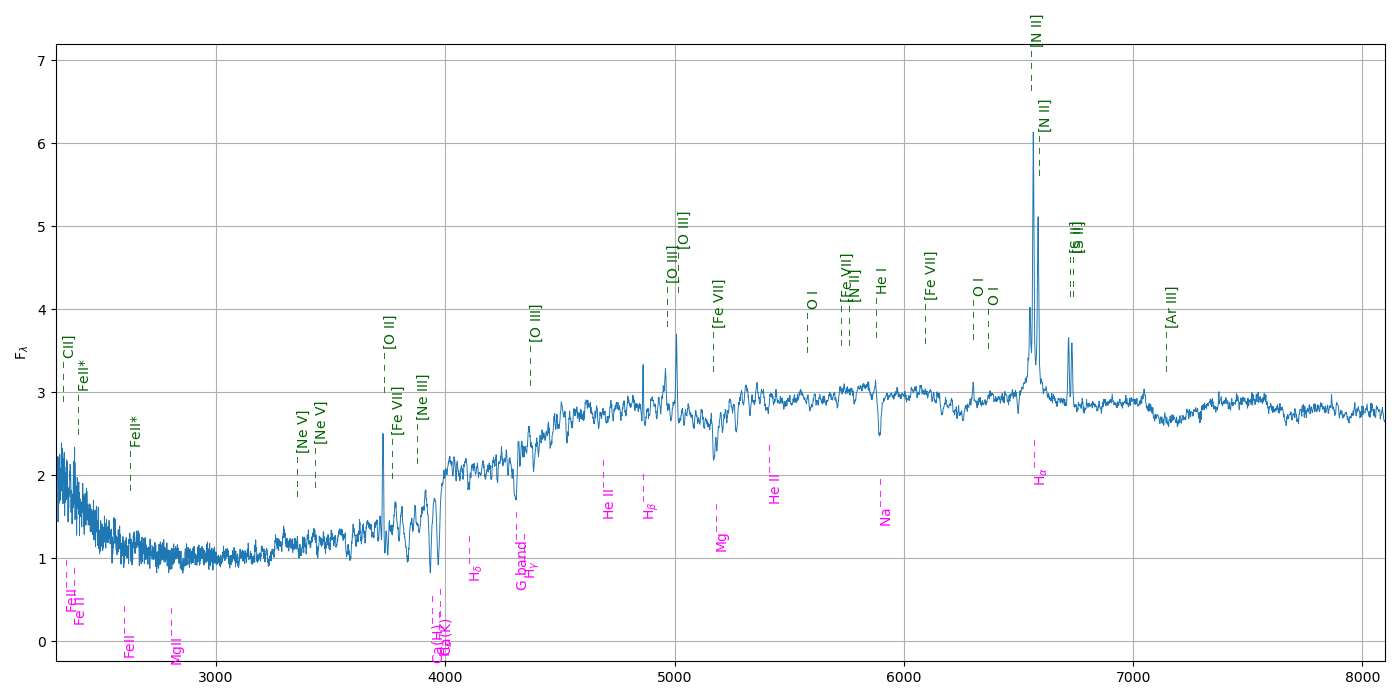 [N II]
[N II]
[O III]
[O III]
[S II]
[S II]
CII]
FeII*
FeII*
[Ne V]
[Ne V]
[O II]
[Fe VII]
[Ne III]
[O III]
[Fe VII]
O I
[Fe VII]
[N II]
He I
[Fe VII]
O I
O I
[Ar III]
7
6
5
4
3
2
1
0
Fλ
FeII
Fe II
FeII
MgII
Ca(H)
Ca(K)
Hδ
G band
Hγ
He II
Hβ
Mg
He II
Na
Hα
3000
4000
5000
6000
7000
8000